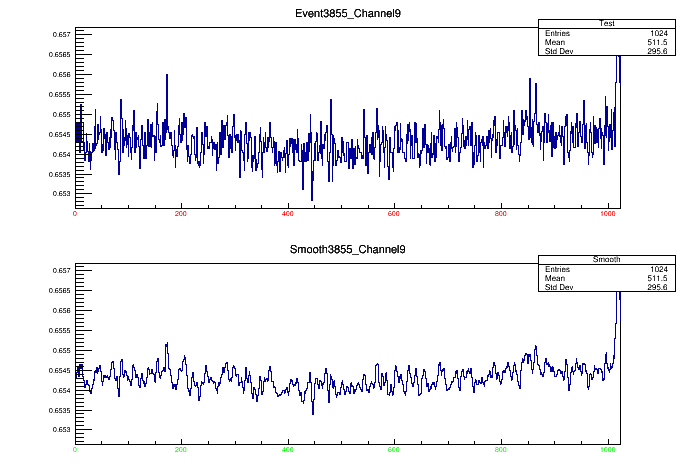 Event3855_Channel9
Test
Entries 1024
Mean 511.5
Std Dev 295.6
0.657
0.6565
0.656
0.6555
0.655
0.6545
0.654
0.6535
0.653
0 200 400 600 800 1000
Smooth3855_Channel9
Smooth
Entries 1024
Mean 511.5
Std Dev 295.6
0.657
0.6565
0.656
0.6555
0.655
0.6545
0.654
0.6535
0.653
0 200 400 600 800 1000